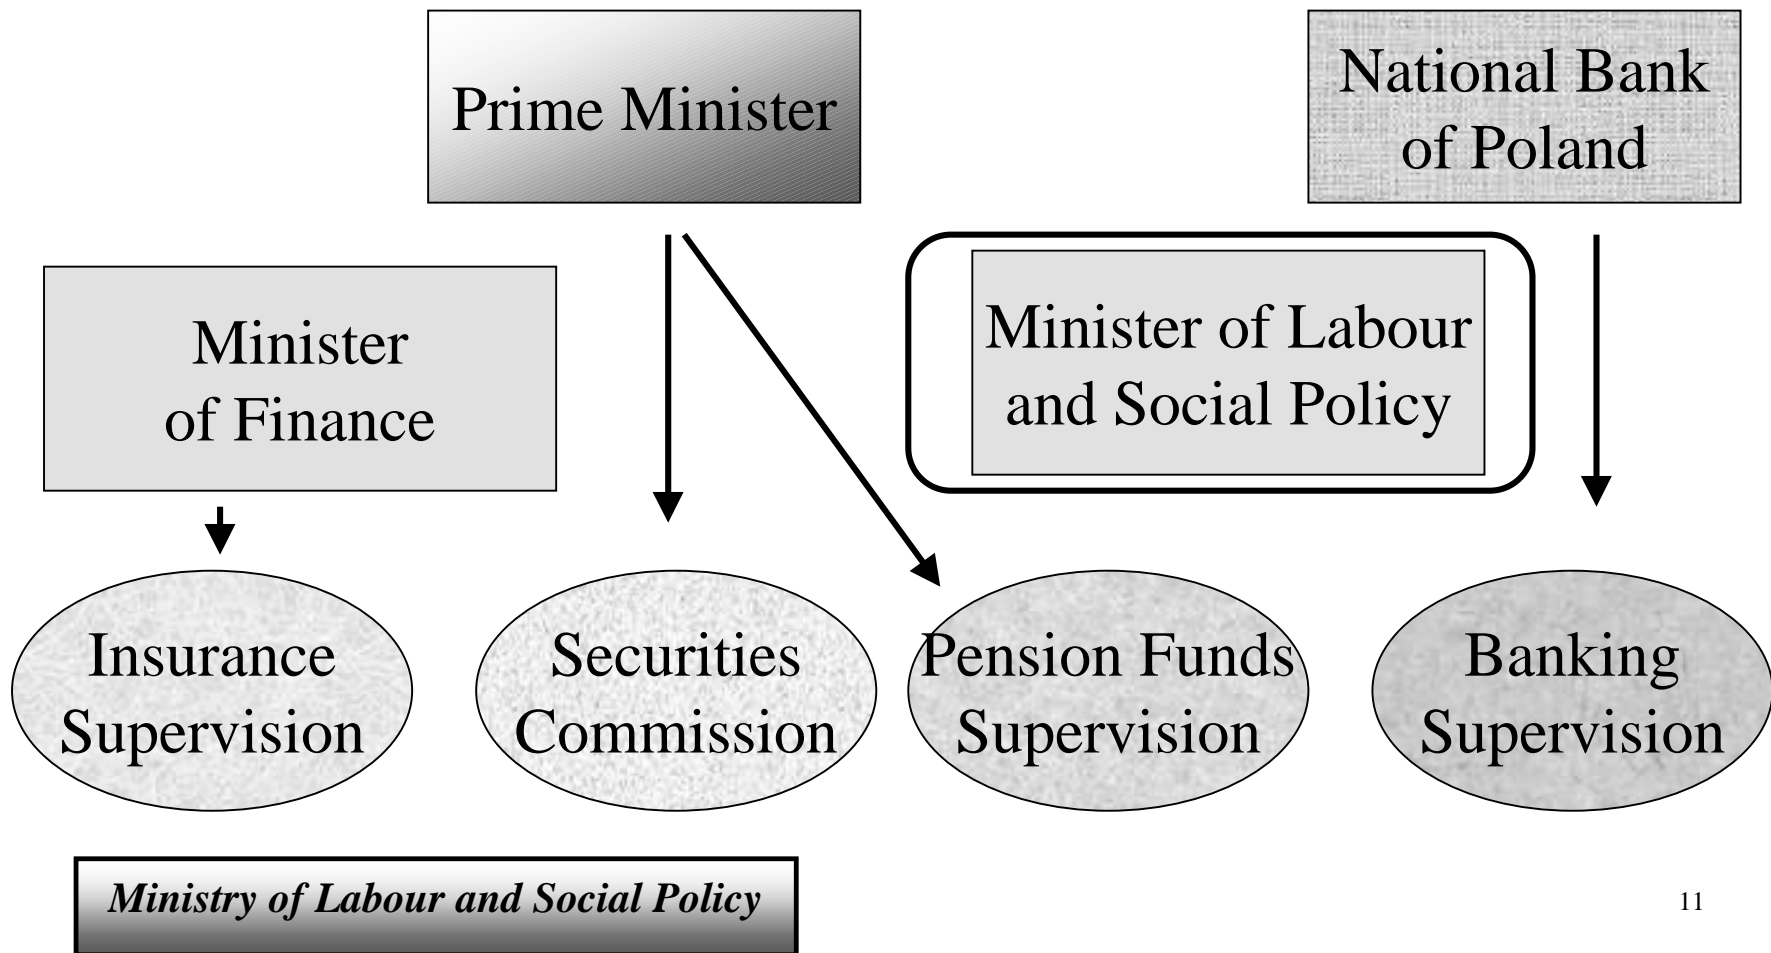 Prime Minister
National Bank
of Poland
Minister
of Finance
Minister of Labour
and Social Policy
Insurance
Supervision
Securities
Commission
Pension Funds
Supervision
Banking
Supervision
Ministry of Labour and Social Policy
11